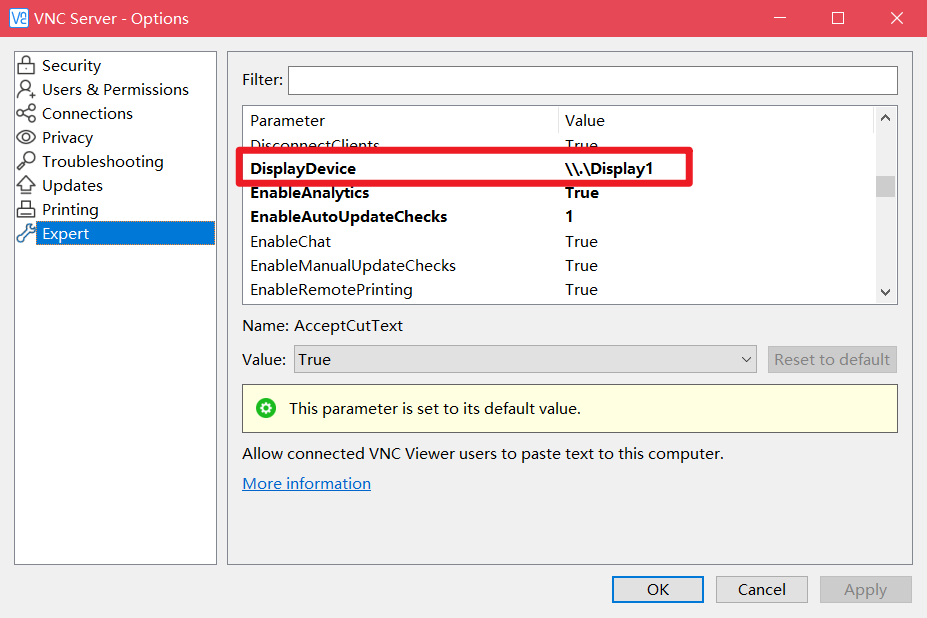 VNC Server - Options
Security
Users & Permissions
Connections
Privacy
Troubleshooting
Updates
Printing
Expert
Filter:
Parameter Value
DisconnectClients True
DisplayDevice \\.\Display1
EnableAnalytics True
EnableAutoUpdateChecks 1
EnableChat True
EnableManualUpdateChecks True
EnableRemotePrinting True
Name: AcceptCutText
Value: True Reset to default
This parameter is set to its default value.
Allow connected VNC Viewer users to paste text to this computer.
More information
OK Cancel Apply